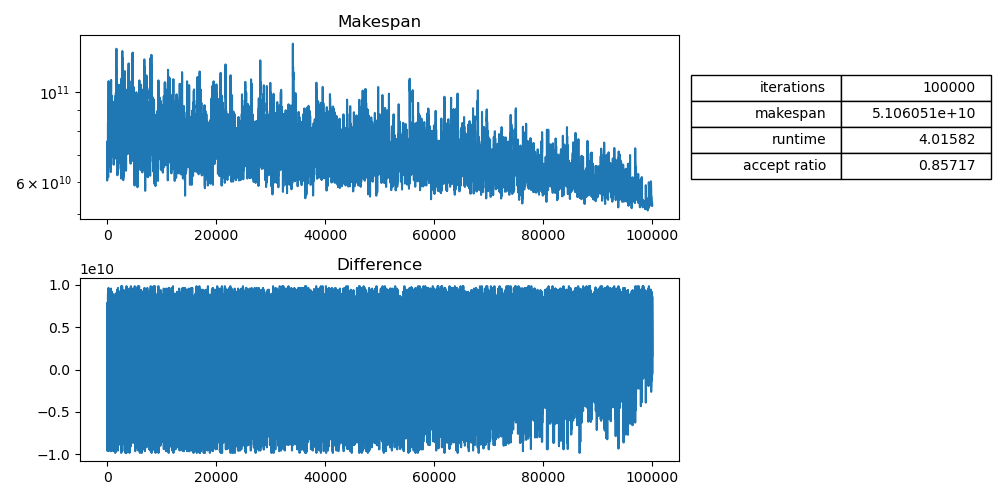 Makespan
10^11
6 × 10^10
0 20000 40000 60000 80000 100000
iterations 100000
makespan 5.106051e+10
runtime 4.01582
accept ratio 0.85717
Difference
1e10
1.0
0.5
0.0
−0.5
−1.0
0 20000 40000 60000 80000 100000